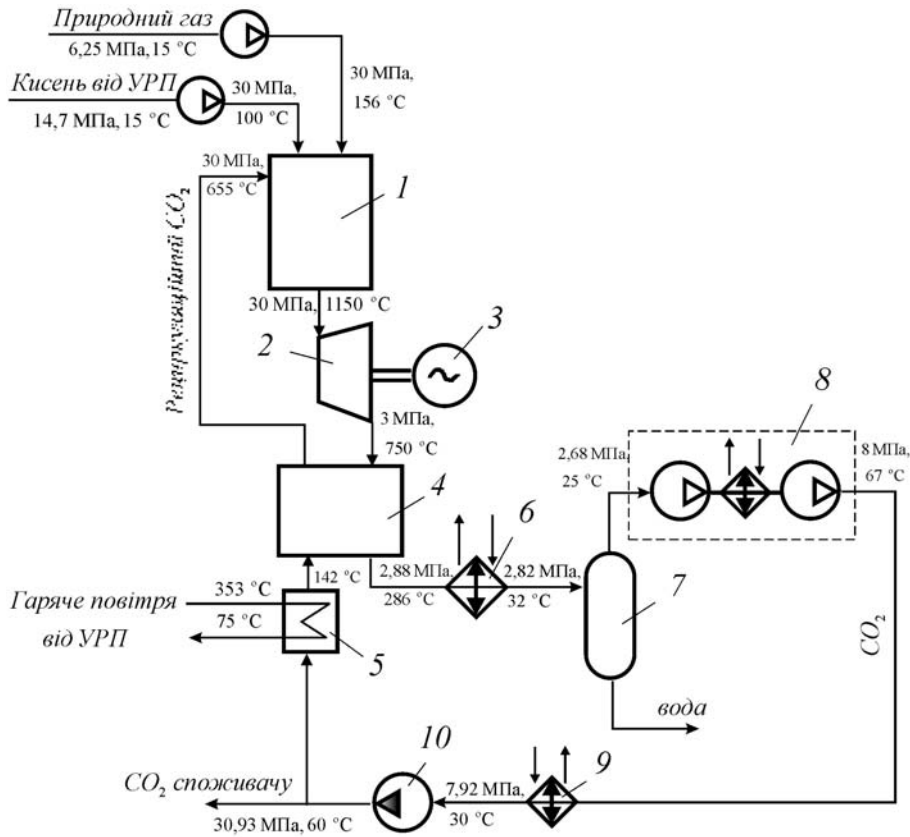 Природний газ
6,25 МПа, 15 °С
Кисень від УРП
14,7 МПа, 15 °С
30 МПа,
100 °С
30 МПа,
156 °С
30 МПа,
655 °С
Рециркуляційний СО₂
1
30 МПа, 1150 °С
2
3
3 МПа,
750 °С
4
8
2,68 МПа,
25 °С
8 МПа,
67 °С
6
142 °С
2,88 МПа,
286 °С
2,82 МПа,
32 °С
7
353 °С
Гаряче повітря
75 °С
від УРП
5
СО₂
вода
10
9
СО₂ споживачу
7,92 МПа,
30 °С
30,93 МПа, 60 °С